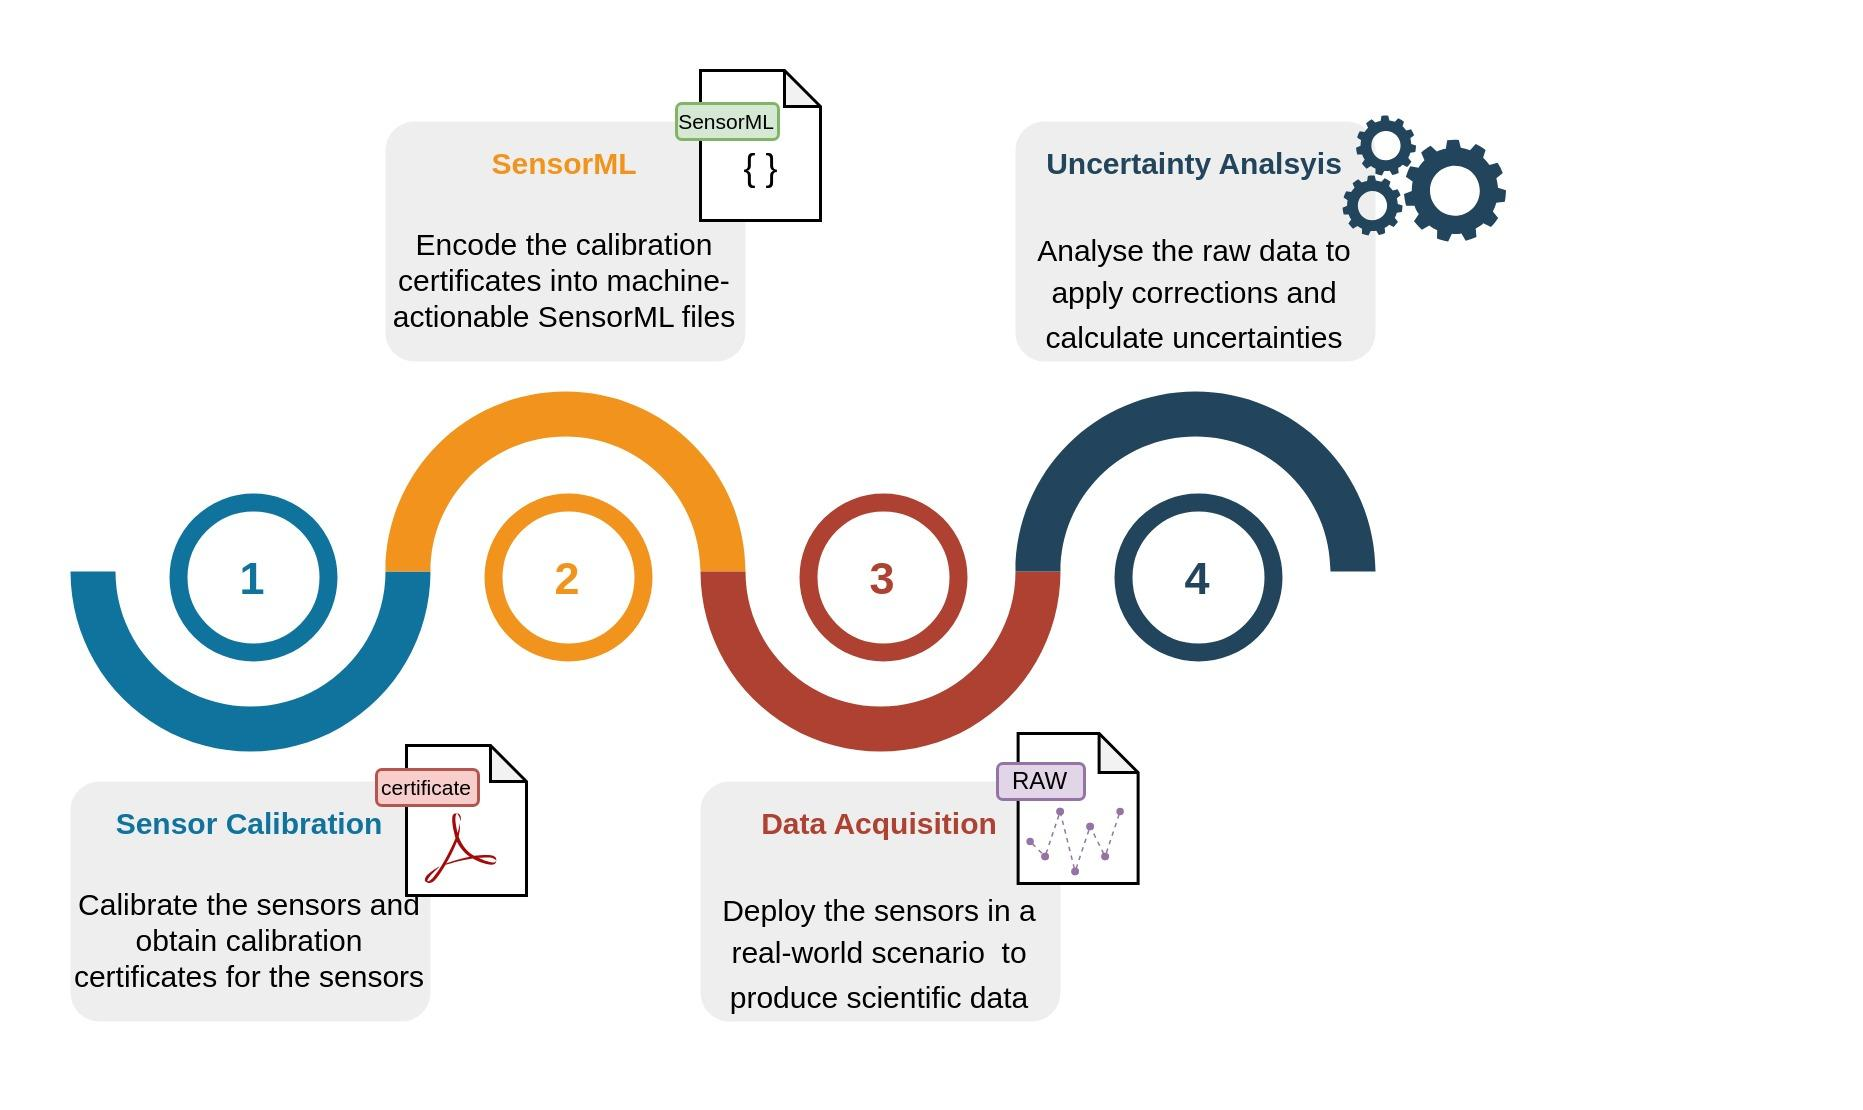 SensorML
SensorML
{ }
Encode the calibration
certificates into machine-
actionable SensorML files
Uncertainty Analsyis
Analyse the raw data to
apply corrections and
calculate uncertainties
1
2
3
4
certificate
Sensor Calibration
Calibrate the sensors and
obtain calibration
certificates for the sensors
RAW
Data Acquisition
Deploy the sensors in a
real-world scenario  to
produce scientific data